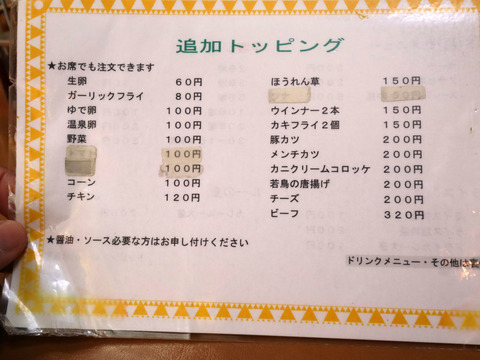 追加トッピング
★お席でも注文できます
生卵 60円
ガーリックフライ 80円
ゆで卵 100円
温泉卵 100円
野菜 100円
100円
100円
コーン 100円
チキン 120円
ほうれん草 150円
ウインナー2本 150円
カキフライ2個 150円
豚カツ 200円
メンチカツ 200円
カニクリームコロッケ 200円
若鳥の唐揚げ 200円
チーズ 200円
ビーフ 320円
★醤油・ソース必要な方はお申し付けください
ドリンクメニュー・その他は